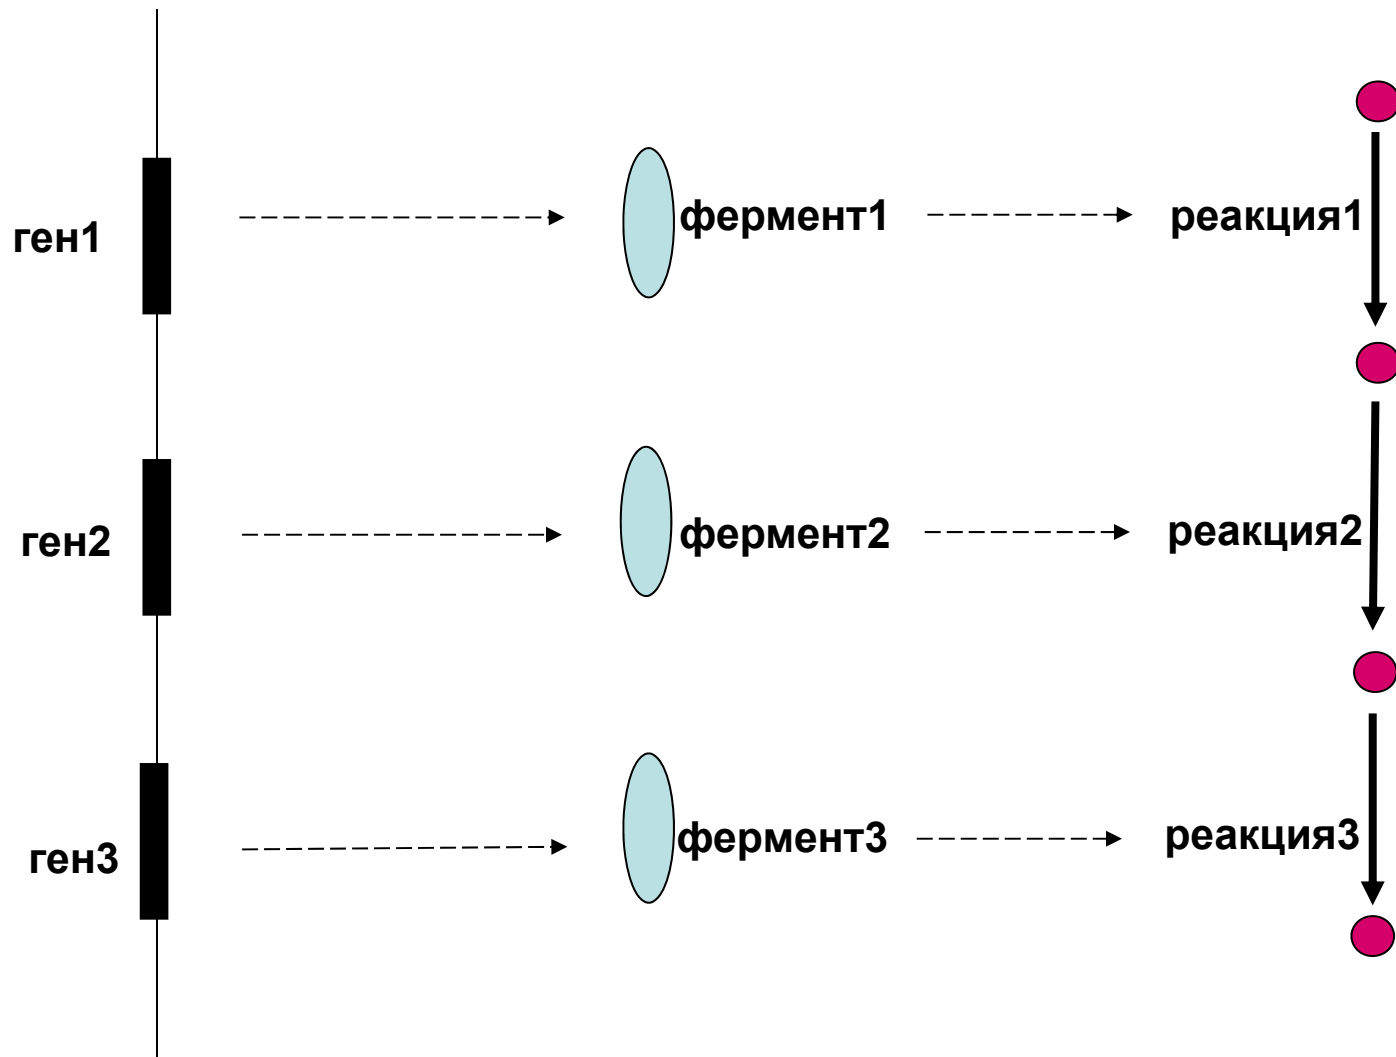 ген1
фермент1
реакция1
ген2
фермент2
реакция2
ген3
фермент3
реакция3